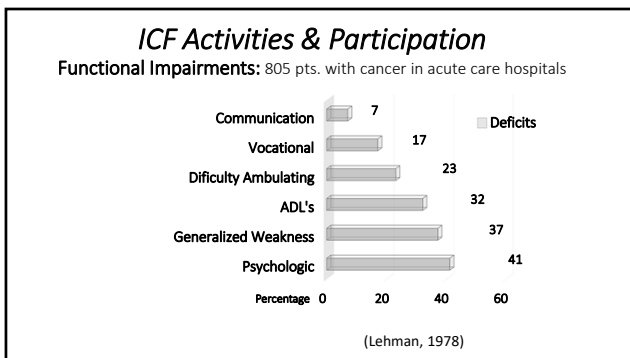 ICF Activities & Participation
Functional Impairments: 805 pts. with cancer in acute care hospitals
Communication 7
Deficits
Vocational 17
Dificulty Ambulating 23
ADL's 32
Generalized Weakness 37
Psychologic 41
Percentage 0 20 40 60
(Lehman, 1978)